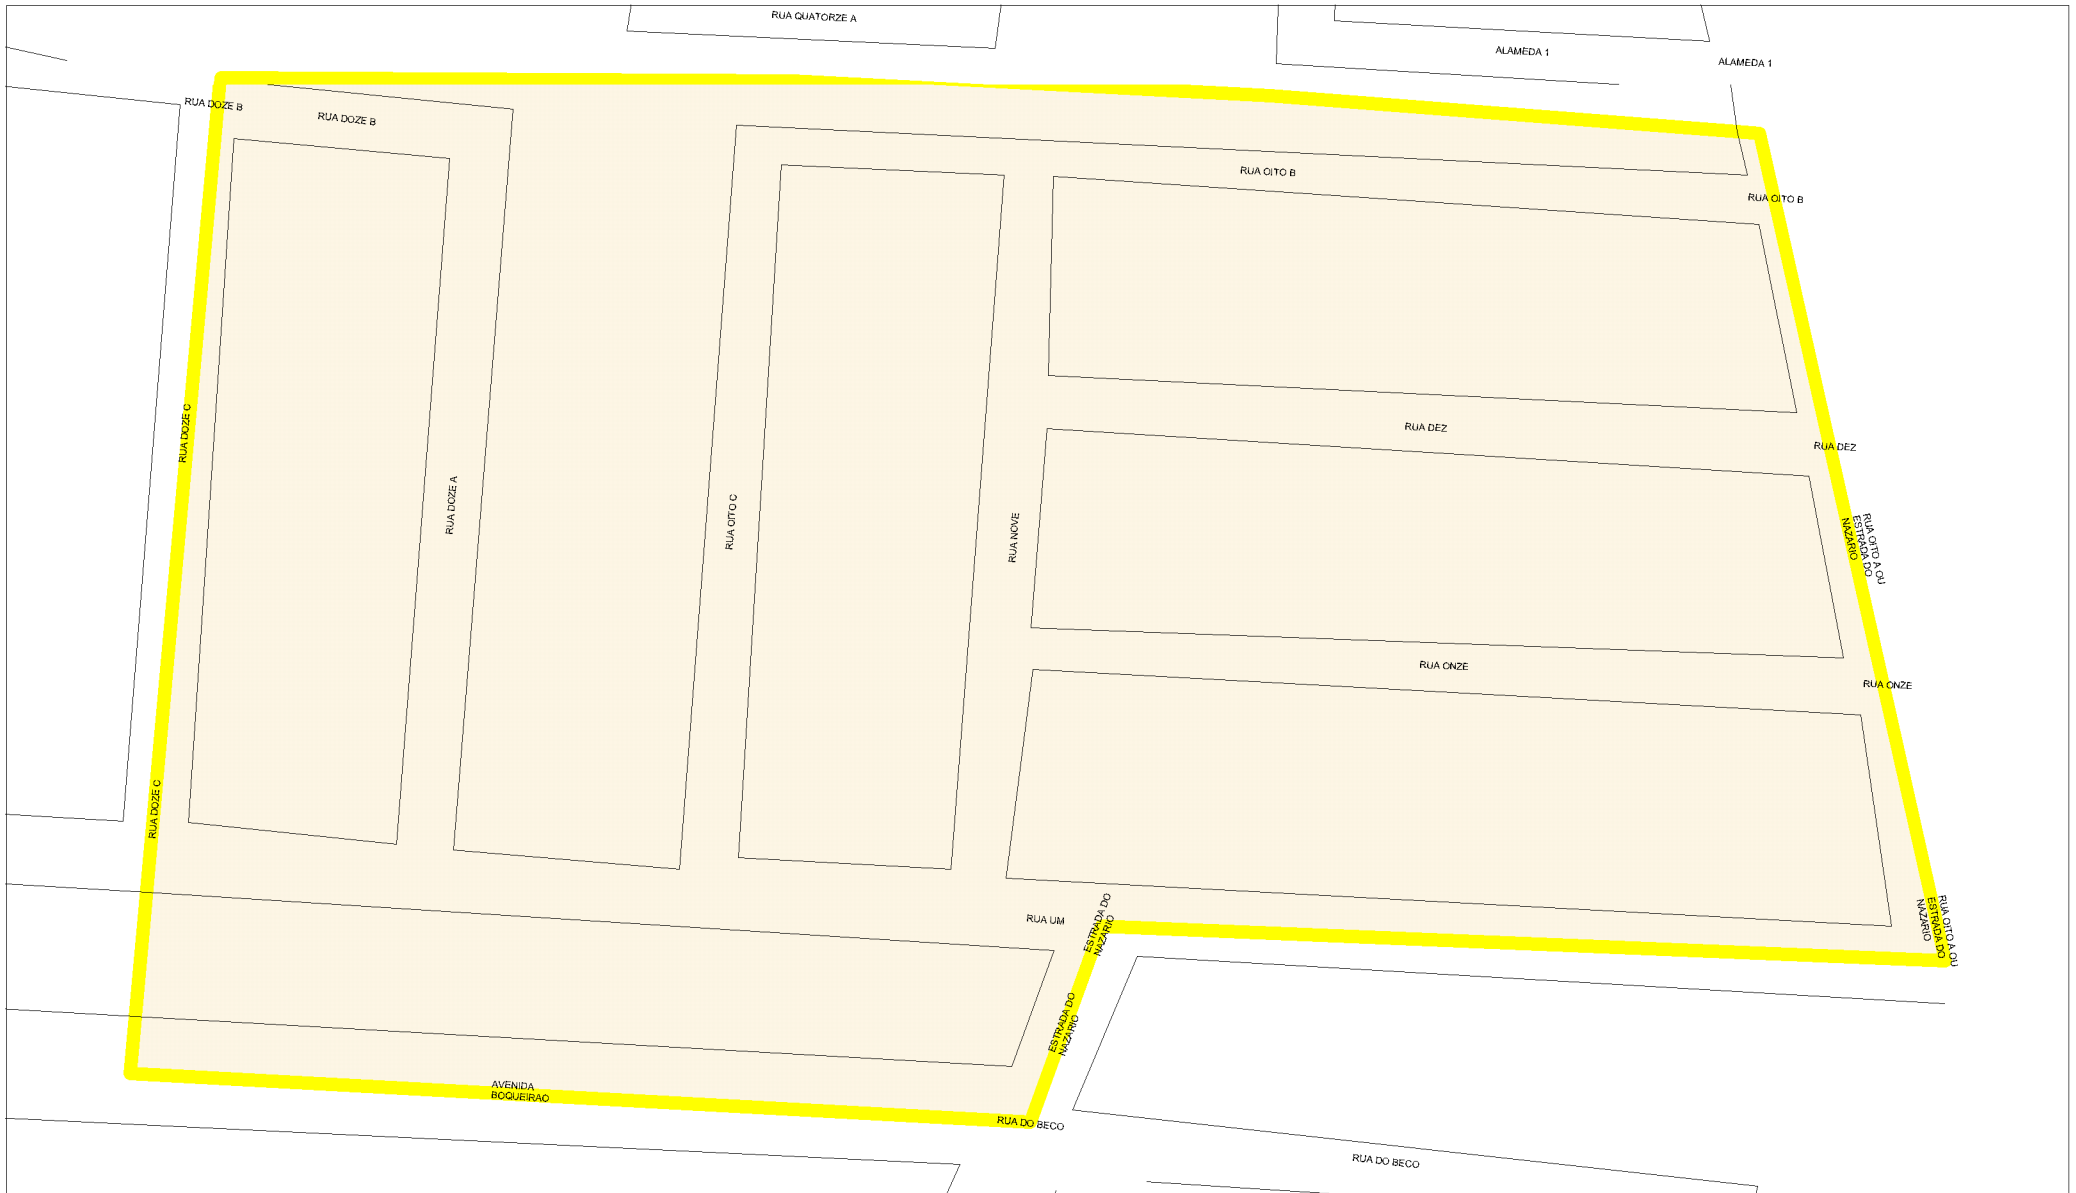 RUA QUATORZE A
ALAMEDA 1
ALAMEDA 1
RUA DOZE B
RUA DOZE B
RUA OITO B
RUA OITO B
RUA DOZE C
RUA DEZ
RUA DEZ
RUA DOZE A
RUA OITO C
RUA NOVE
RUA OITO A OU
ESTRADA DO
NAZARIO
RUA ONZE
RUA ONZE
RUA DOZE C
RUA UM
ESTRADA DO
NAZARIO
RUA OITO A OU
ESTRADA DO
NAZARIO
ESTRADA DO
NAZARIO
AVENIDA
BOQUEIRAO
RUA DO BECO
RUA DO BECO